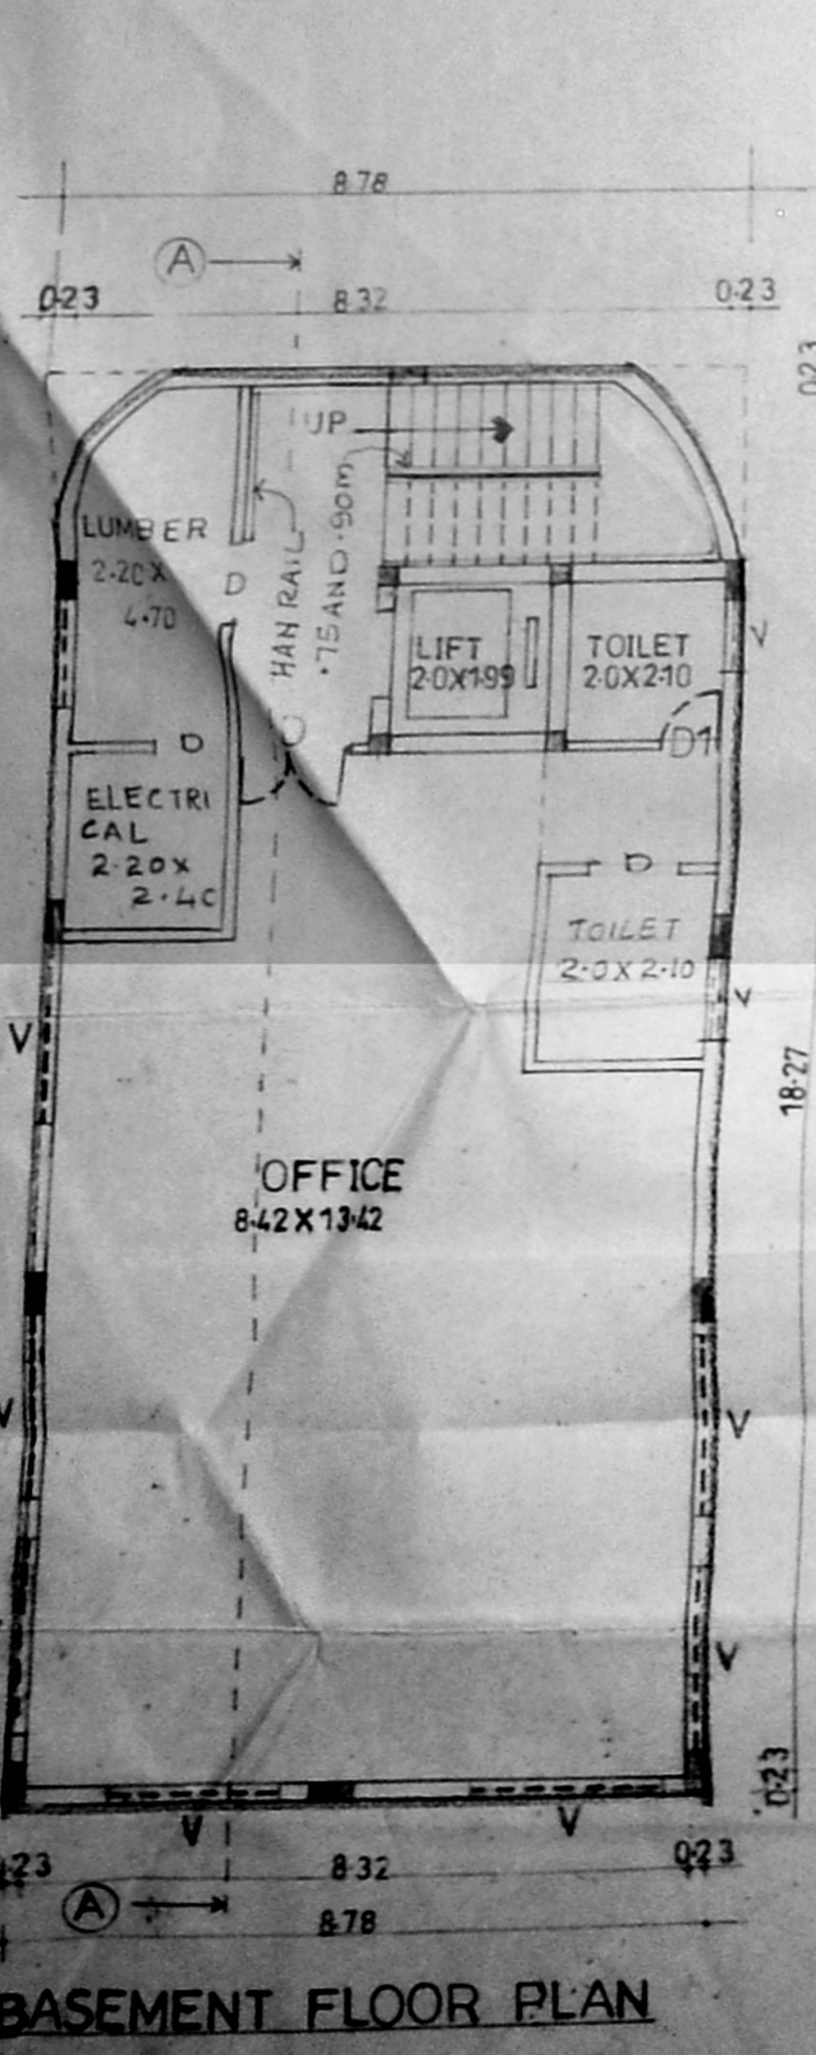 8.78
A
0.23
8.32
0.23
0.23
UP
LUMBER
2.20X
4.70
D
HAN RAIL
.75 AND .90m
LIFT
2.0X1.99
TOILET
2.0X2.10
V
D
D
D1
ELECTRI
CAL
2.20X
2.40
D
TOILET
2.0X2.10
V
V
18.27
OFFICE
8.42X13.42
V
V
V
0.23
V
V
.23
8.32
0.23
A
8.78
BASEMENT FLOOR PLAN